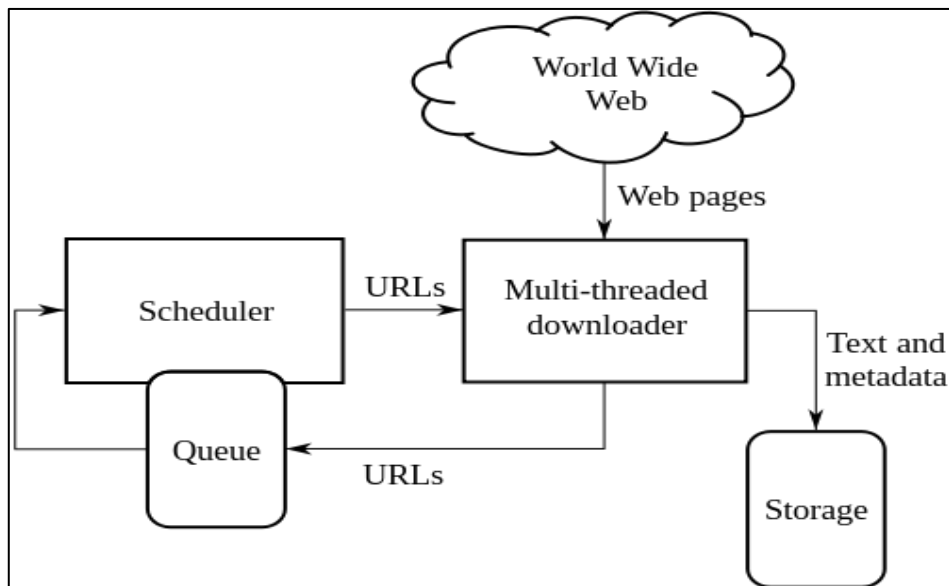 World Wide
Web
Web pages
Scheduler
URLs
Multi-threaded
downloader
Text and
metadata
Queue
URLs
Storage